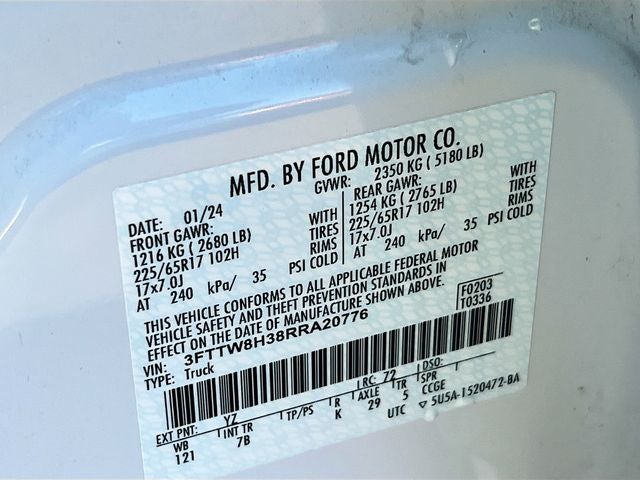 MFD. BY FORD MOTOR CO.
DATE: 01/24 GVWR: 2350 KG ( 5180 LB)
FRONT GAWR: WITH REAR GAWR: WITH
1216 KG ( 2680 LB) TIRES 1254 KG ( 2765 LB) TIRES
225/65R17 102H RIMS 225/65R17 102H RIMS
17x7.0J PSI COLD 17x7.0J PSI COLD
AT 240 kPa/ 35 AT 240 kPa/ 35
THIS VEHICLE CONFORMS TO ALL APPLICABLE FEDERAL MOTOR
VEHICLE SAFETY AND THEFT PREVENTION STANDARDS IN
EFFECT ON THE DATE OF MANUFACTURE SHOWN ABOVE.
VIN: 3FTTW8H38RRA20776
TYPE: Truck
F0203
T0336
EXT PNT: YZ RC: 72 DSO:
WB INT TR TP/PS R AXLE TR SPR
121 7B K 29 5 CCGE
UTC ▽ 5U5A-1520472-BA